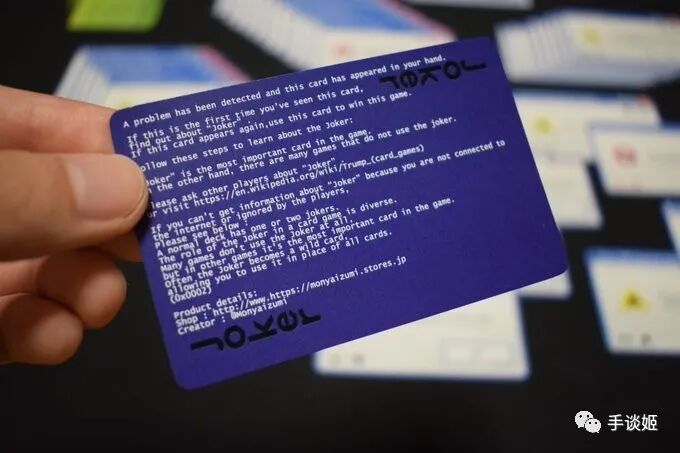 Joker
A problem has been detected and this card has appeared in your hand.
If this is the first time you've seen this card,
find out about "Joker"
If this card appears again,use this card to win this game.
Follow these steps to learn about the Joker:
"Joker" is the most important card in the game.
On the other hand, there are many games that do not use the joker.
Please ask other players about "Joker"
or visit https://en.wikipedia.org/wiki/Trump_(card_games)
If you can't get information about "Joker" because you are not connected to
the internet or ignored by the players,
Please see below
A normal deck has one or two jokers.
The role of the Joker in a card game is diverse.
Many games don't use the Joker at all,
but in other games it's the most important card in the game.
Often the Joker becomes a wild card,
allowing you to use it in place of all cards.
(0x0002)
Product details:
Shop : http://www.https://monyaizumi.stores.jp
Creator : @Monyaizumi
Joker
手谈姬